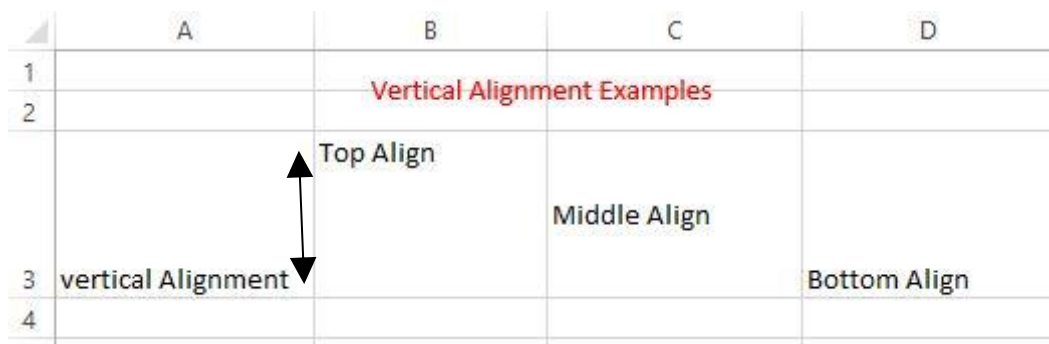 A B C D
1
Vertical Alignment Examples
2
Top Align
Middle Align
3 vertical Alignment Bottom Align
4